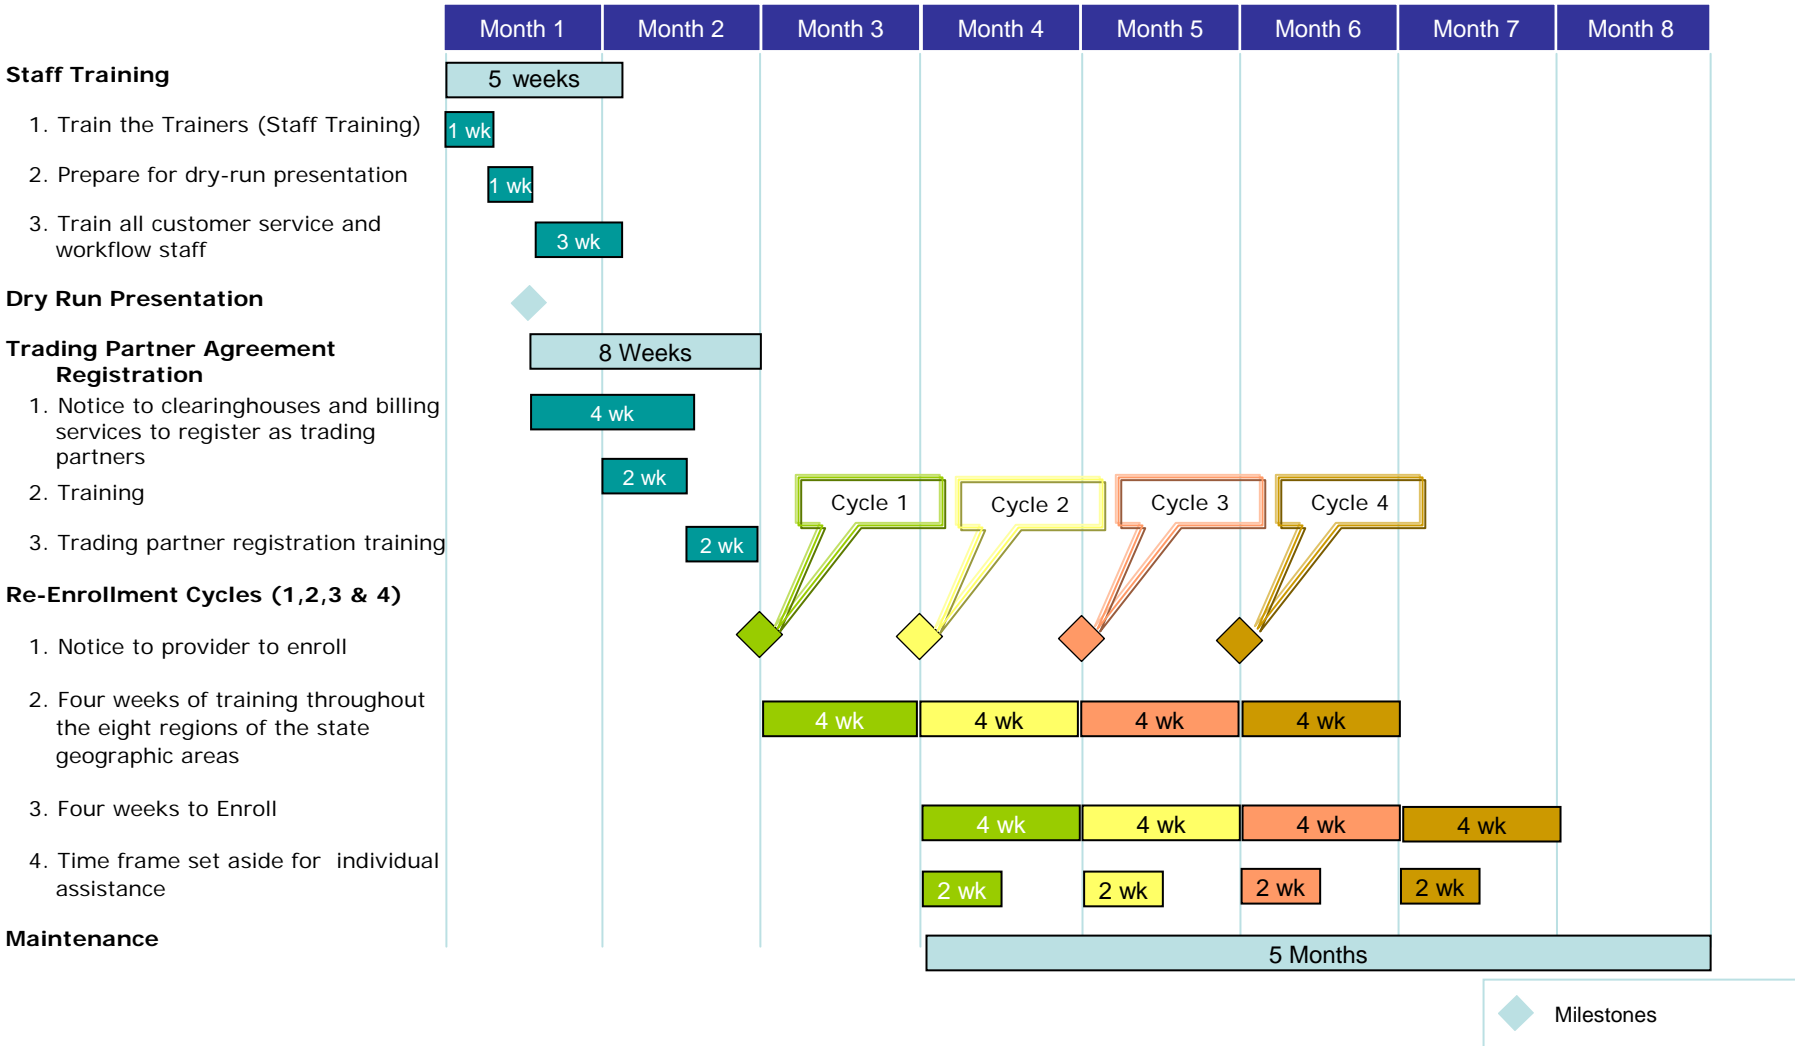 Month 1 Month 2 Month 3 Month 4 Month 5 Month 6 Month 7 Month 8
Staff Training
5 weeks
1. Train the Trainers (Staff Training)
1 wk
2. Prepare for dry-run presentation
1 wk
3. Train all customer service and
workflow staff
3 wk
Dry Run Presentation
Trading Partner Agreement
Registration
8 Weeks
1. Notice to clearinghouses and billing
services to register as trading
partners
4 wk
2. Training
2 wk
3. Trading partner registration training
2 wk
Cycle 1
Cycle 2
Cycle 3
Cycle 4
Re-Enrollment Cycles (1,2,3 & 4)
1. Notice to provider to enroll
2. Four weeks of training throughout
the eight regions of the state
geographic areas
4 wk 4 wk 4 wk 4 wk
3. Four weeks to Enroll
4 wk 4 wk 4 wk 4 wk
4. Time frame set aside for individual
assistance
2 wk 2 wk 2 wk 2 wk
Maintenance
5 Months
Milestones